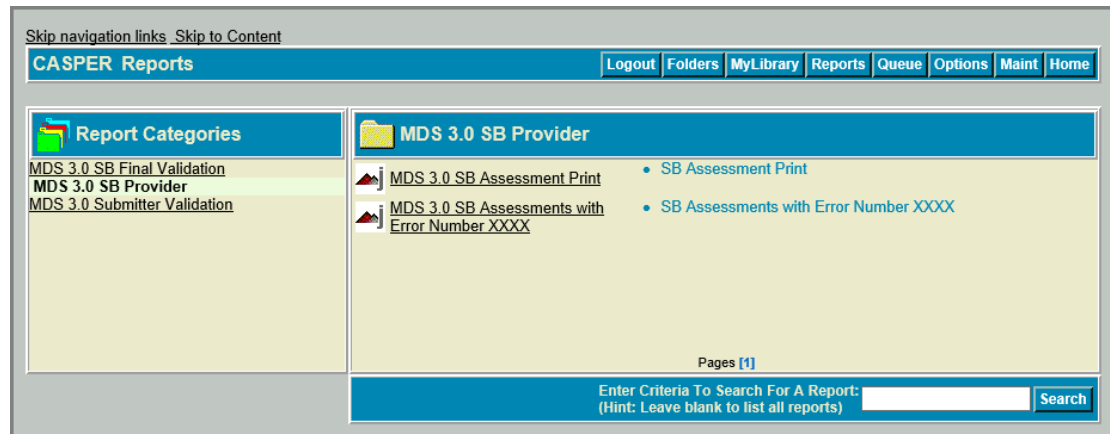 Skip navigation links  Skip to Content
CASPER Reports
Logout Folders MyLibrary Reports Queue Options Maint Home
Report Categories
MDS 3.0 SB Final Validation
MDS 3.0 SB Provider
MDS 3.0 Submitter Validation
MDS 3.0 SB Provider
j MDS 3.0 SB Assessment Print
• SB Assessment Print
j MDS 3.0 SB Assessments with
Error Number XXXX
• SB Assessments with Error Number XXXX
Pages [1]
Enter Criteria To Search For A Report:
(Hint: Leave blank to list all reports)
Search